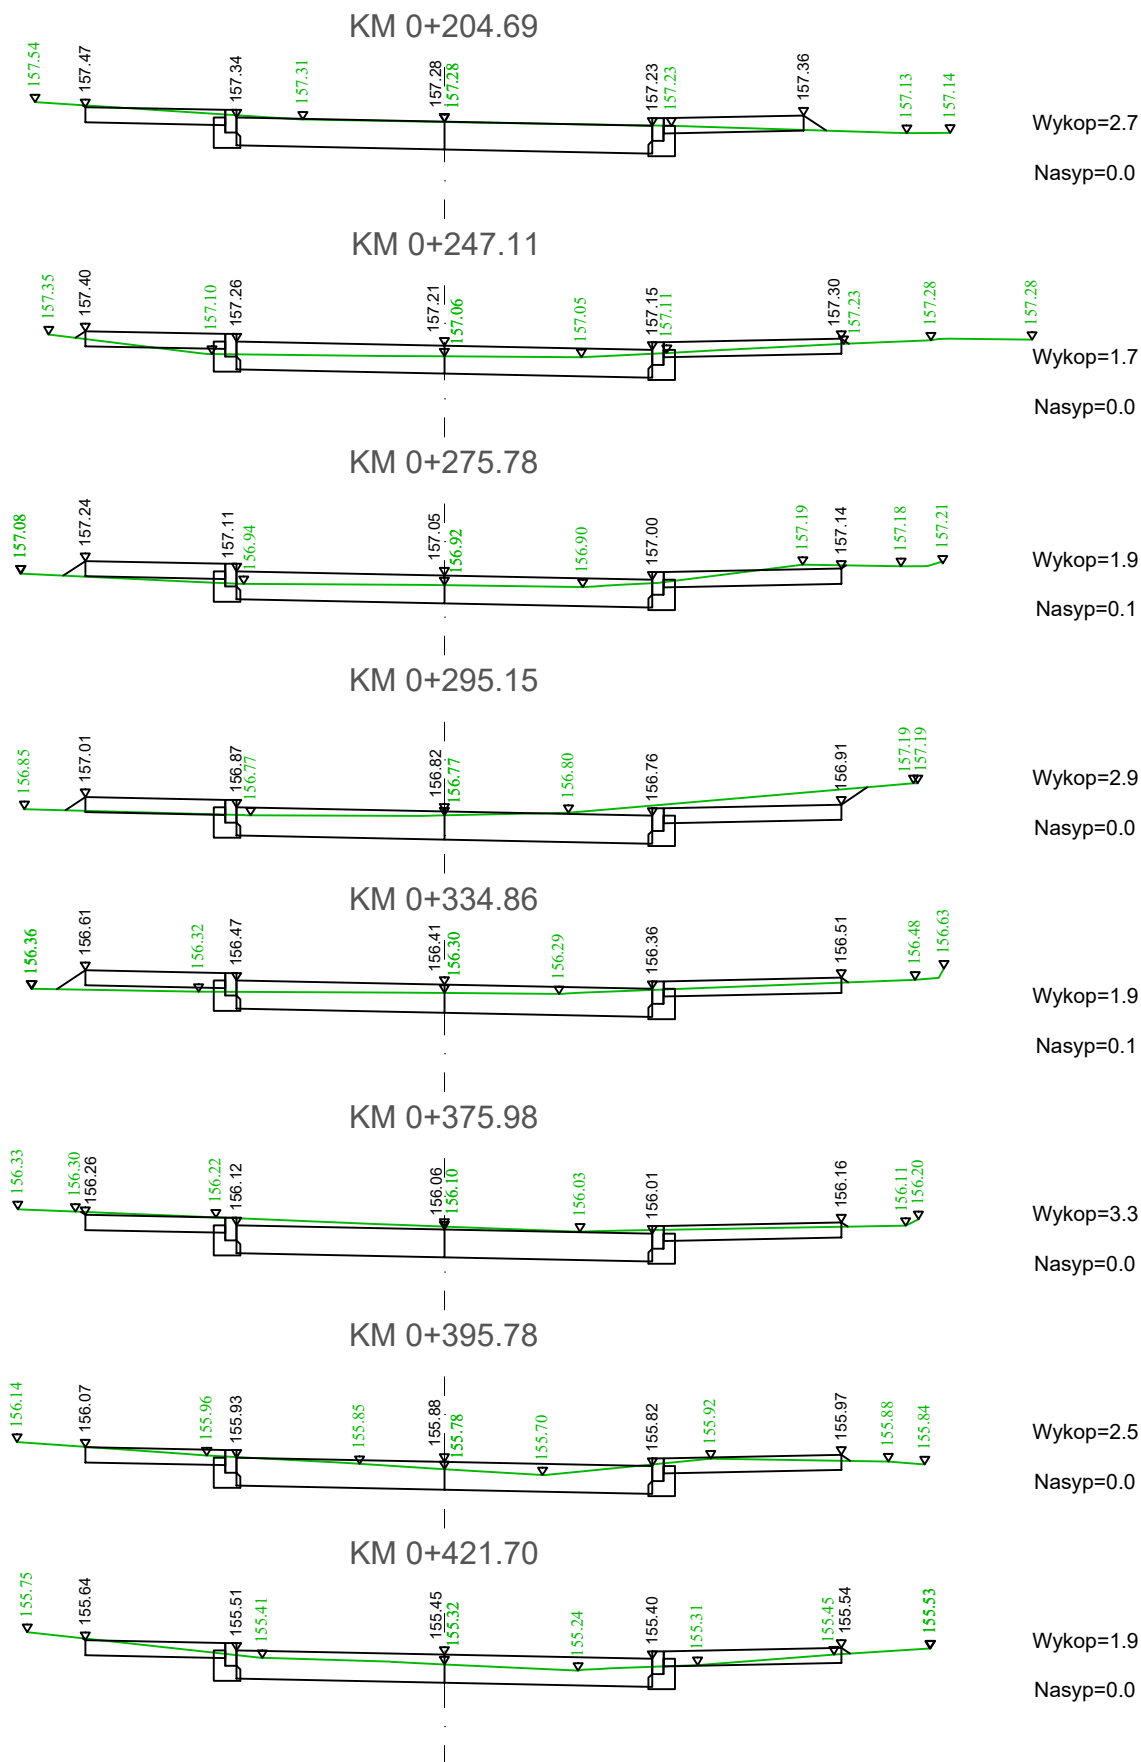 KM 0+204.69
157.54 157.47 157.34 157.31 157.28 157.28 157.23 157.23 157.36 157.13 157.14
Wykop=2.7
Nasyp=0.0
KM 0+247.11
157.35 157.40 157.10 157.26 157.21 157.06 157.05 157.15 157.11 157.30 157.23 157.28 157.28
Wykop=1.7
Nasyp=0.0
KM 0+275.78
157.08 157.24 157.11 156.94 157.05 156.92 156.90 157.00 157.19 157.14 157.18 157.21
Wykop=1.9
Nasyp=0.1
KM 0+295.15
156.85 157.01 156.87 156.77 156.82 156.77 156.80 156.76 156.91 157.19 157.19
Wykop=2.9
Nasyp=0.0
KM 0+334.86
156.36 156.61 156.32 156.47 156.41 156.30 156.29 156.36 156.51 156.48 156.63
Wykop=1.9
Nasyp=0.1
KM 0+375.98
156.33 156.30 156.26 156.22 156.12 156.06 156.10 156.03 156.01 156.16 156.11 156.20
Wykop=3.3
Nasyp=0.0
KM 0+395.78
156.14 156.07 155.96 155.93 155.85 155.88 155.78 155.70 155.82 155.92 155.97 155.88 155.84
Wykop=2.5
Nasyp=0.0
KM 0+421.70
155.75 155.64 155.51 155.41 155.45 155.32 155.24 155.40 155.31 155.45 155.54 155.53
Wykop=1.9
Nasyp=0.0